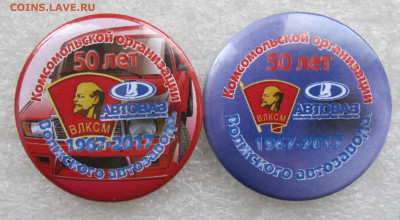 COINS.LAVE.RU
Комсомольской организации
50 лет
ВЛКСМ
АВТОВАЗ
1967-2017
Волжского автозавода
Комсомольской организации
50 лет
ВЛКСМ
АВТОВАЗ
1967-2017
Волжского автозавода